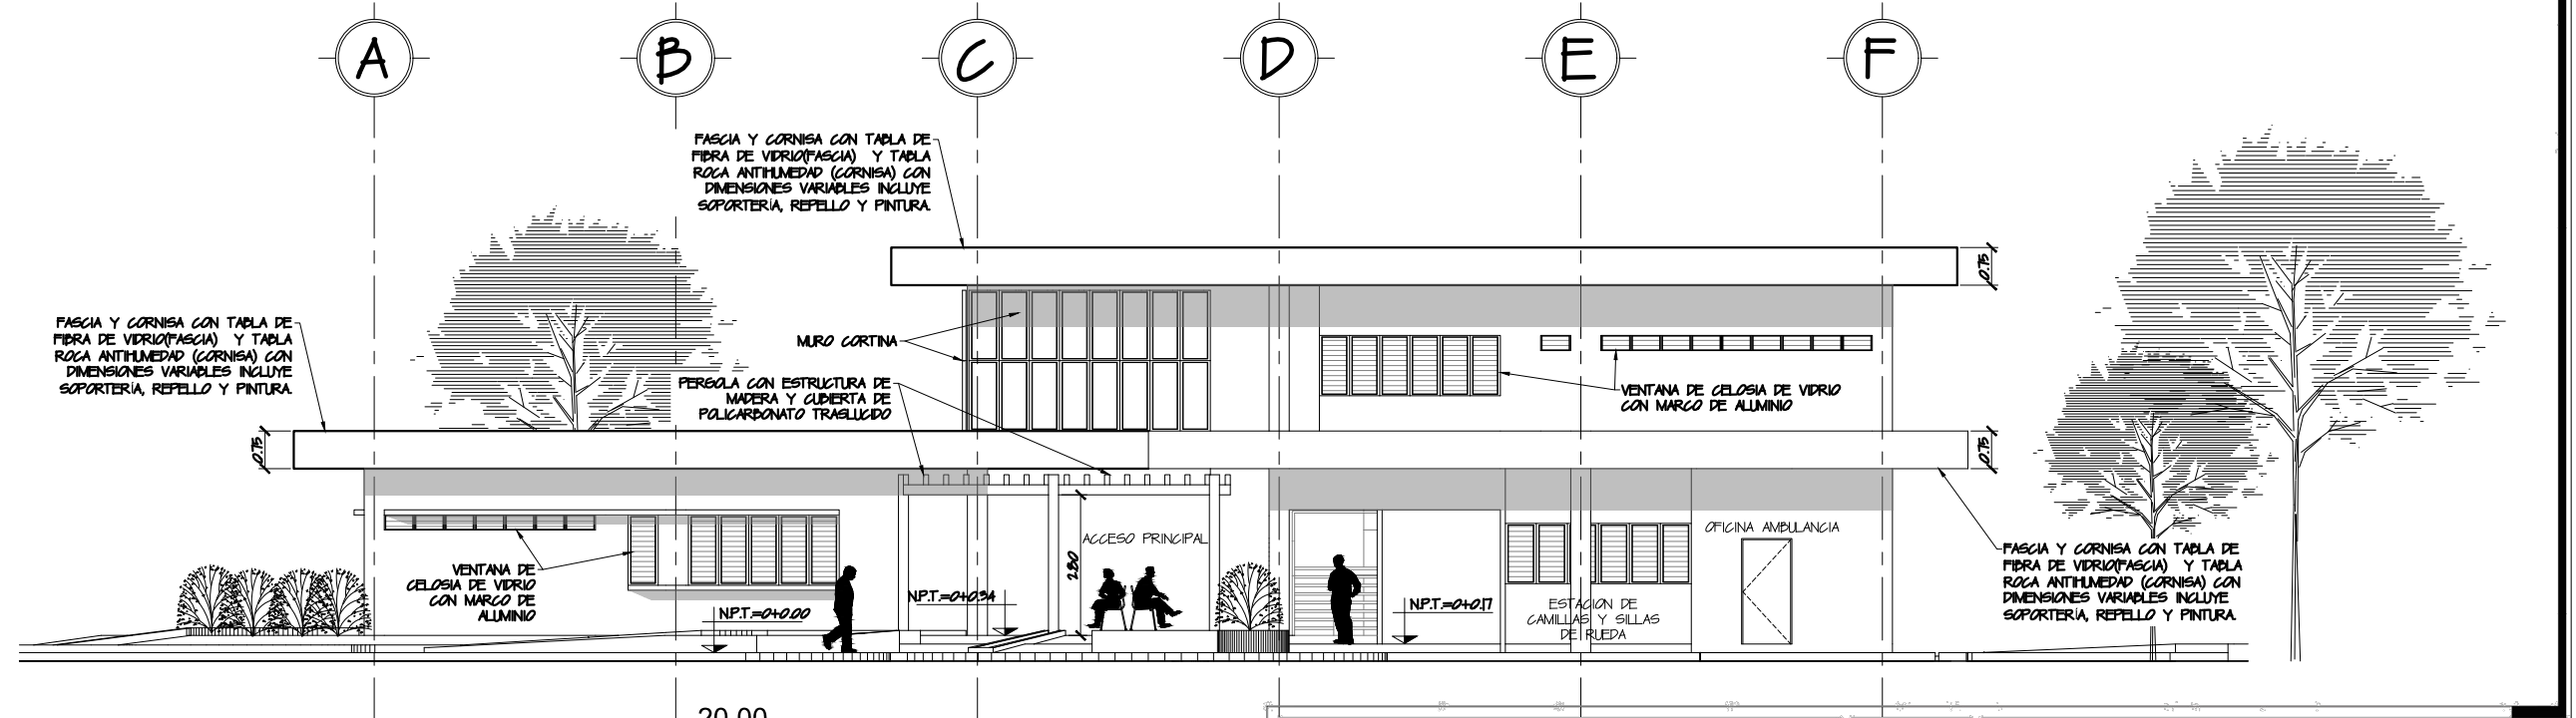 A
B
C
D
E
F
FASCIA Y CORNISA CON TABLA DE
FIBRA DE VIDRIO(FASCIA) Y TABLA
ROCA ANTIHUMEDAD (CORNISA) CON
DIMENSIONES VARIABLES INCLUYE
SOPORTERÍA, REPELLO Y PINTURA.
0.75
FASCIA Y CORNISA CON TABLA DE
FIBRA DE VIDRIO(FASCIA) Y TABLA
ROCA ANTIHUMEDAD (CORNISA) CON
DIMENSIONES VARIABLES INCLUYE
SOPORTERÍA, REPELLO Y PINTURA.
MURO CORTINA
PERGOLA CON ESTRUCTURA DE
MADERA Y CUBIERTA DE
POLICARBONATO TRASLUCIDO
VENTANA DE CELOSIA DE VIDRIO
CON MARCO DE ALUMINIO
0.75
0.75
VENTANA DE
CELOSIA DE VIDRIO
CON MARCO DE
ALUMINIO
N.P.T.=0+0.00
N.P.T.=0+0.34
2.80
ACCESO PRINCIPAL
N.P.T.=0+0.17
ESTACION DE
CAMILLAS Y SILLAS
DE RUEDA
OFICINA AMBULANCIA
FASCIA Y CORNISA CON TABLA DE
FIBRA DE VIDRIO(FASCIA) Y TABLA
ROCA ANTIHUMEDAD (CORNISA) CON
DIMENSIONES VARIABLES INCLUYE
SOPORTERÍA, REPELLO Y PINTURA.
20.00